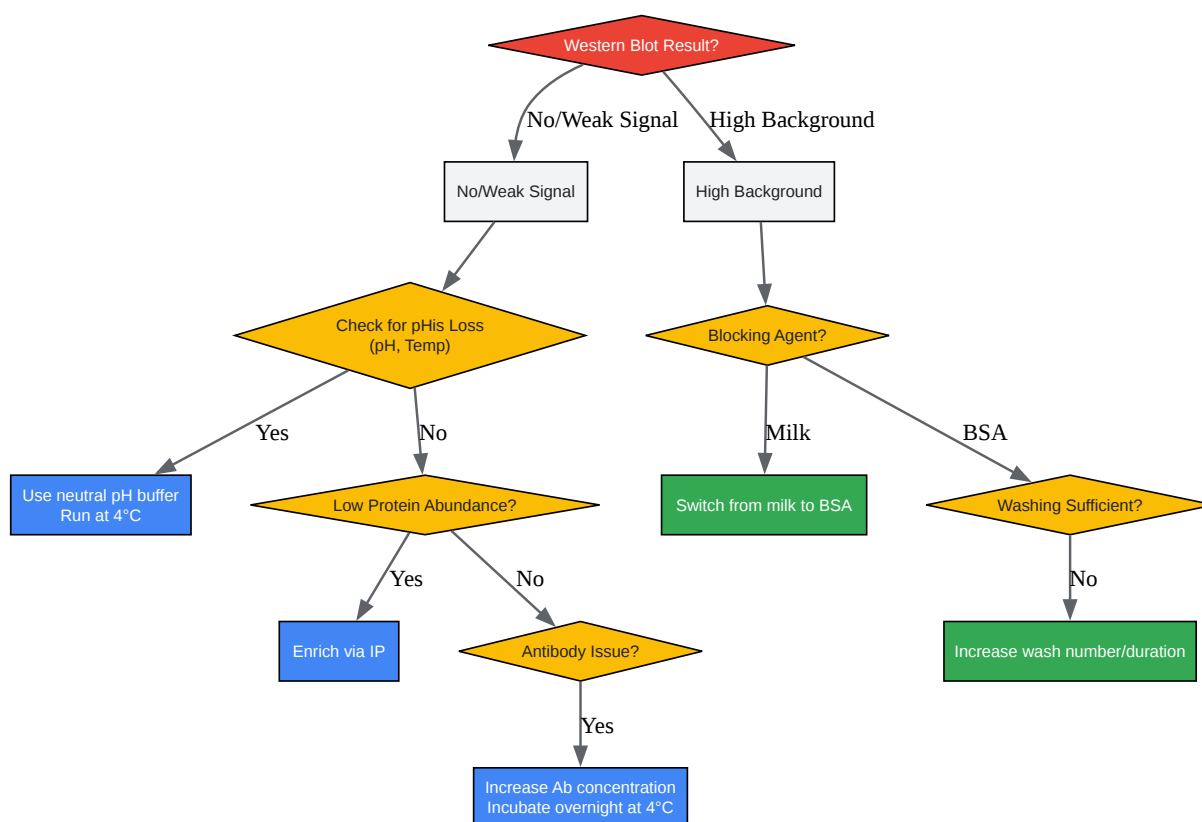 Western Blot Result?
No/Weak Signal
High Background
No/Weak Signal
High Background
Check for pHis Loss
(pH, Temp)
Blocking Agent?
Yes
No
Milk
BSA
Use neutral pH buffer
Run at 4°C
Low Protein Abundance?
Switch from milk to BSA
Washing Sufficient?
Yes
No
No
Enrich via IP
Antibody Issue?
Increase wash number/duration
Yes
Increase Ab concentration
Incubate overnight at 4°C